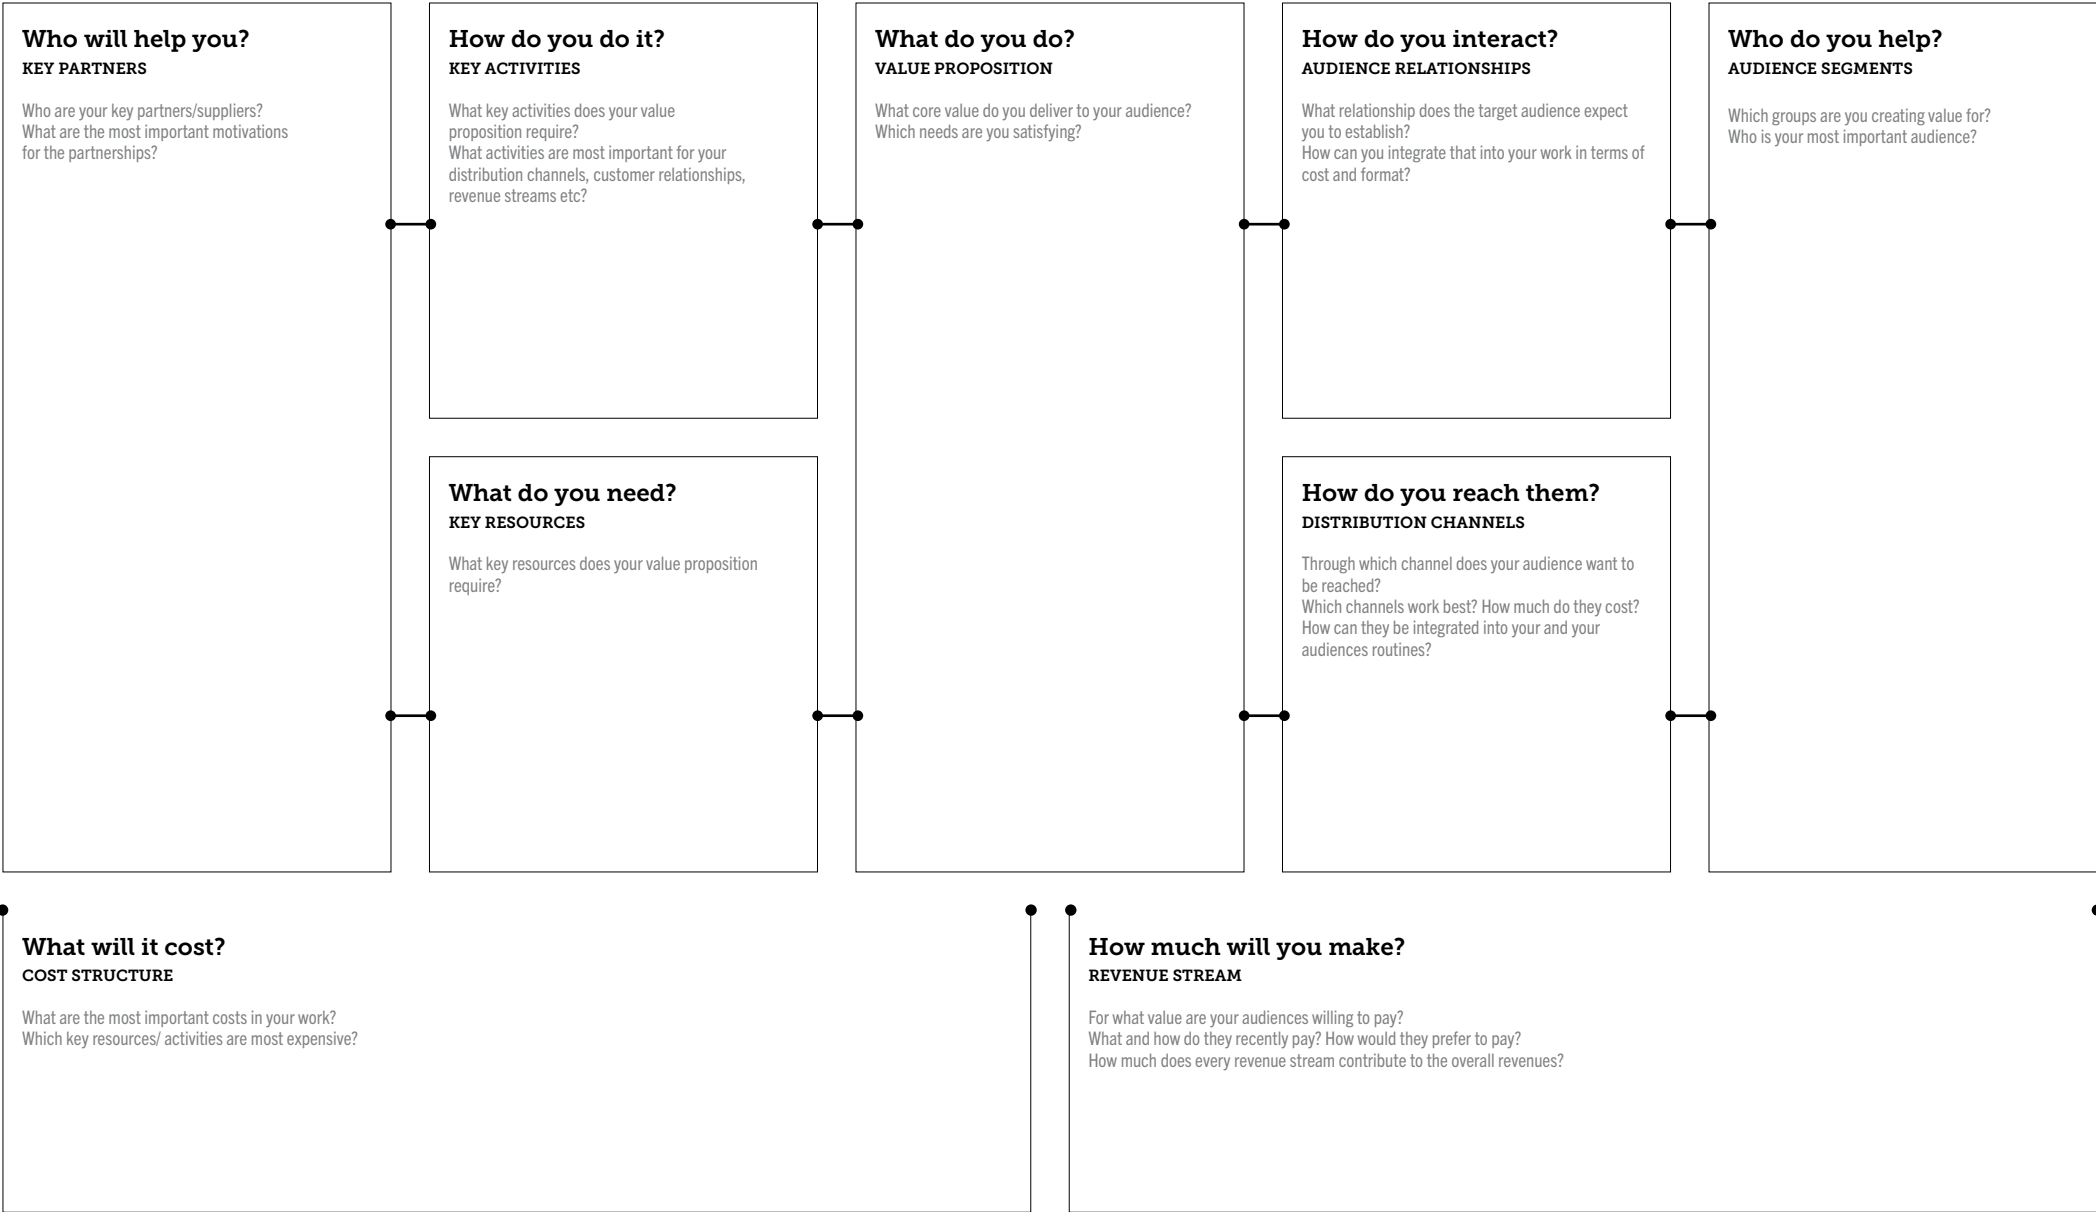 Who will help you?
KEY PARTNERS
Who are your key partners/suppliers?
What are the most important motivations
for the partnerships?
How do you do it?
KEY ACTIVITIES
What key activities does your value
proposition require?
What activities are most important for your
distribution channels, customer relationships,
revenue streams etc?
What do you need?
KEY RESOURCES
What key resources does your value proposition
require?
What do you do?
VALUE PROPOSITION
What core value do you deliver to your audience?
Which needs are you satisfying?
How do you interact?
AUDIENCE RELATIONSHIPS
What relationship does the target audience expect
you to establish?
How can you integrate that into your work in terms of
cost and format?
How do you reach them?
DISTRIBUTION CHANNELS
Through which channel does your audience want to
be reached?
Which channels work best? How much do they cost?
How can they be integrated into your and your
audiences routines?
Who do you help?
AUDIENCE SEGMENTS
Which groups are you creating value for?
Who is your most important audience?
What will it cost?
COST STRUCTURE
What are the most important costs in your work?
Which key resources/ activities are most expensive?
How much will you make?
REVENUE STREAM
For what value are your audiences willing to pay?
What and how do they recently pay? How would they prefer to pay?
How much does every revenue stream contribute to the overall revenues?